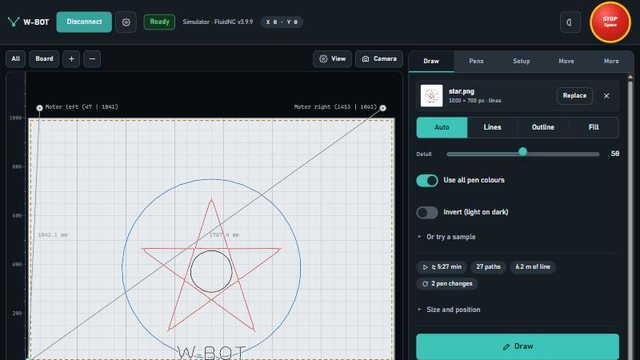 W-BOT
Disconnect
Ready
Simulator · FluidNC v3.9.9
X 0 · Y 0
STOP
Space
All
Board
+
−
View
Camera
Draw
Pens
Setup
Move
More
Motor left (47 | 1041)
Motor right (1453 | 1041)
star.png
1000 × 700 px · lines
Replace
Auto
Lines
Outline
Fill
Detail
50
Use all pen colours
Invert (light on dark)
Or try a sample
5:27 min
27 paths
6.2 m of line
2 pen changes
Size and position
Draw
1000
800
600
400
1042.1 mm
W-BOT